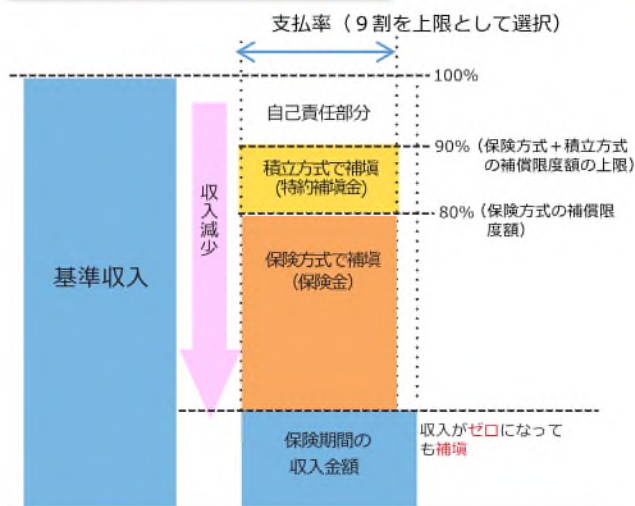 支払率（９割を上限として選択）
100%
自己責任部分
90%（保険方式＋積立方式
の補償限度額の上限）
積立方式で補塡
(特約補塡金)
80%（保険方式の補償限
度額）
収入減少
基準収入
保険方式で補塡
（保険金）
保険期間の
収入金額
収入がゼロになって
も補塡